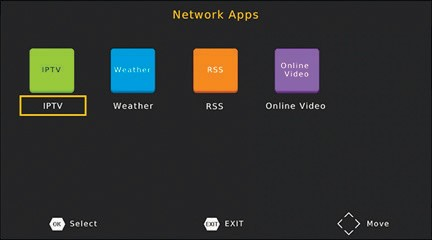 Network Apps
IPTV
Weather
RSS
Online
Video
IPTV
Weather
RSS
Online Video
OK Select
EXIT EXIT
Move